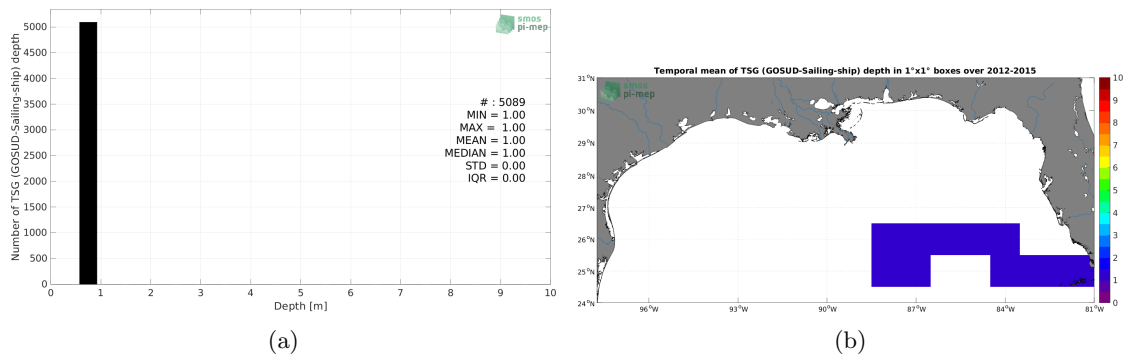 smos
pi-mep
Number of TSG (GOSUD-Sailing-ship) depth
5000
4500
4000
3500
3000
2500
2000
1500
1000
500
0
# : 5089
MIN = 1.00
MAX = 1.00
MEAN = 1.00
MEDIAN = 1.00
STD = 0.00
IQR = 0.00
0 1 2 3 4 5 6 7 8 9 10
Depth [m]
(a)
Temporal mean of TSG (GOSUD-Sailing-ship) depth in 1°x1° boxes over 2012-2015
smos
pi-mep
31°N
30°N
29°N
28°N
27°N
26°N
25°N
24°N
96°W 93°W 90°W 87°W 84°W 81°W
10
9
8
7
6
5
4
3
2
1
0
(b)